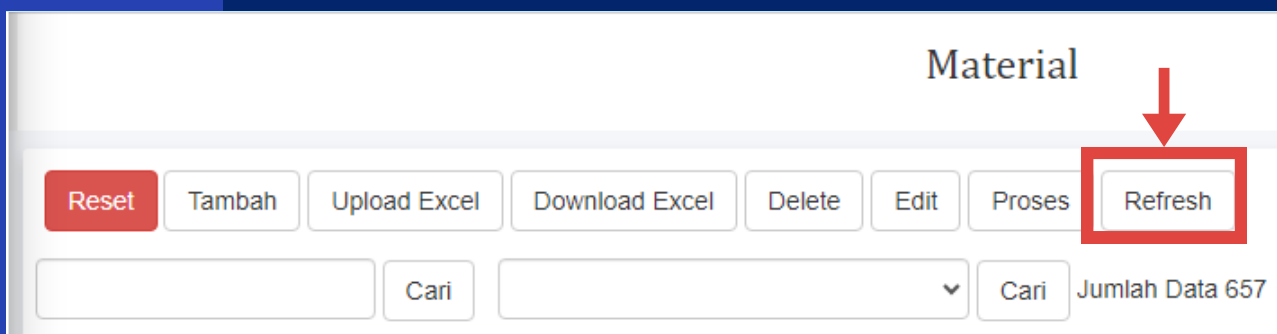 Material
Reset Tambah Upload Excel Download Excel Delete Edit Proses Refresh
Cari Cari Jumlah Data 657